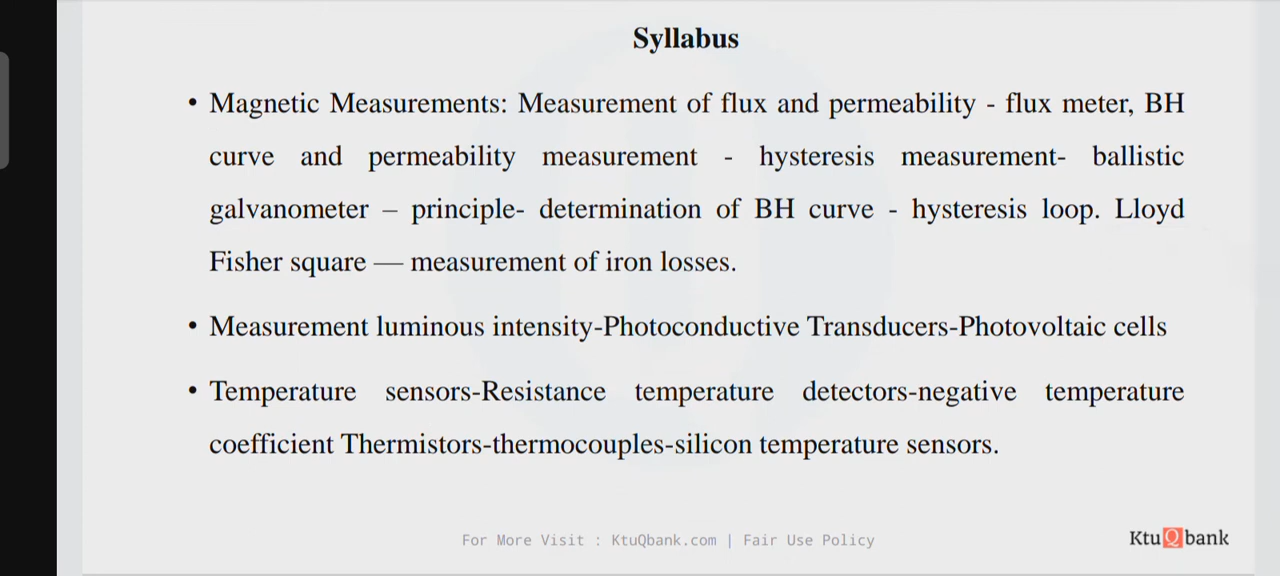 Syllabus
• Magnetic Measurements: Measurement of flux and permeability - flux meter, BH
curve and permeability measurement - hysteresis measurement- ballistic
galvanometer – principle- determination of BH curve - hysteresis loop. Lloyd
Fisher square — measurement of iron losses.
• Measurement luminous intensity-Photoconductive Transducers-Photovoltaic cells
• Temperature sensors-Resistance temperature detectors-negative temperature
coefficient Thermistors-thermocouples-silicon temperature sensors.
For More Visit : KtuQbank.com | Fair Use Policy
KtuQbank